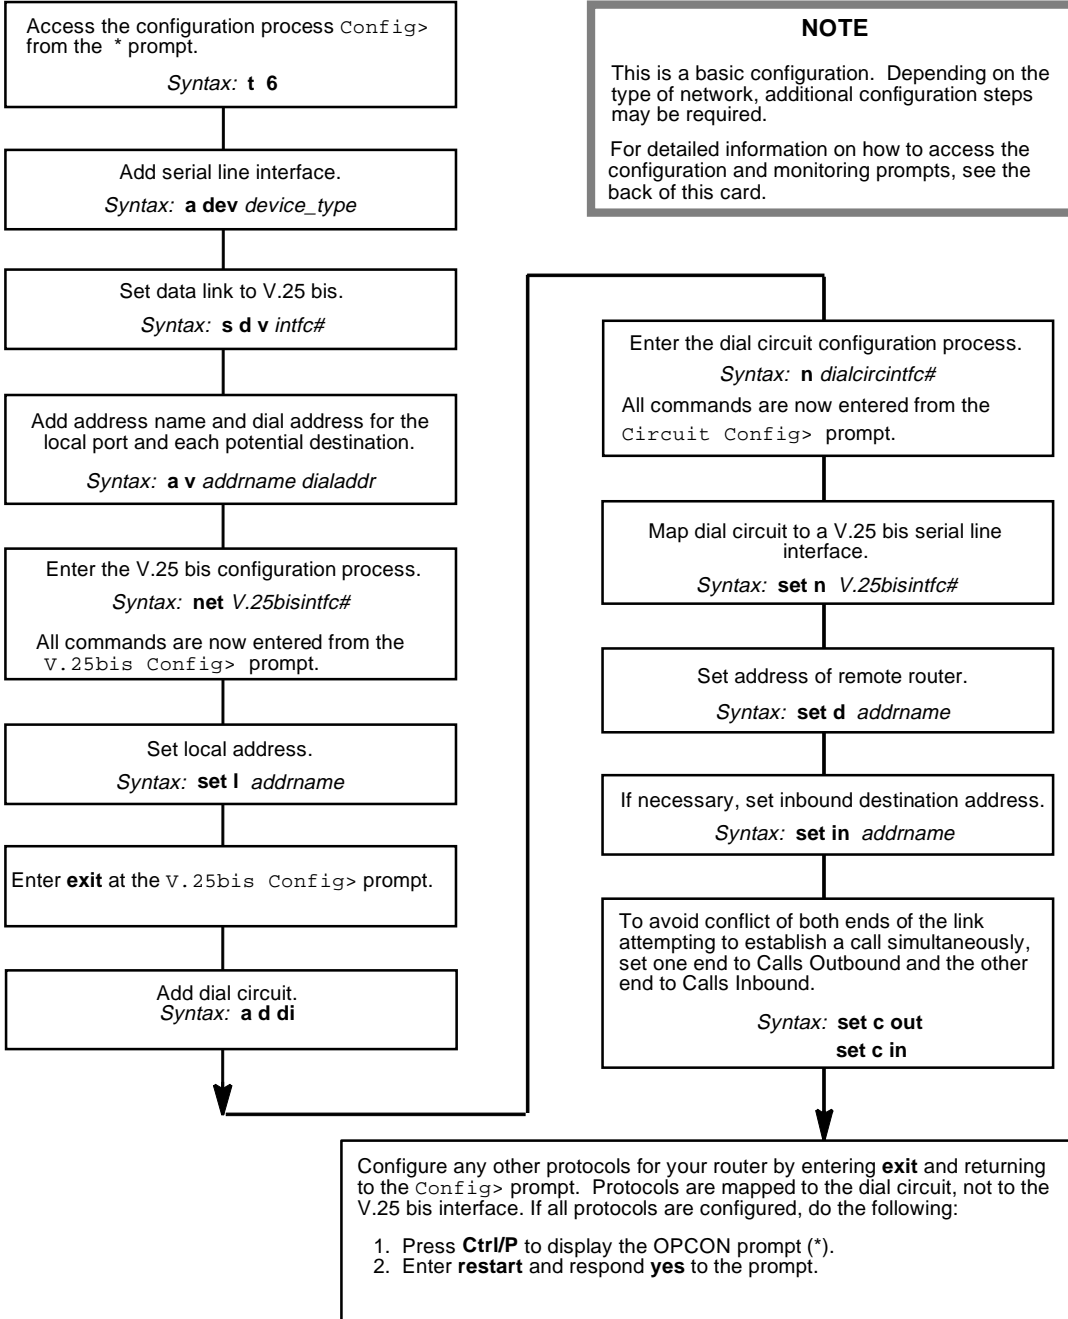 Access the configuration process Config>
from the * prompt.
Syntax: t 6
Add serial line interface.
Syntax: a dev device_type
Set data link to V.25 bis.
Syntax: s d v intfc#
Add address name and dial address for the
local port and each potential destination.
Syntax: a v addrname dialaddr
Enter the V.25 bis configuration process.
Syntax: net V.25bisintfc#
All commands are now entered from the
V.25bis Config> prompt.
Set local address.
Syntax: set l addrname
Enter exit at the V.25bis Config> prompt.
Add dial circuit.
Syntax: a d di
NOTE
This is a basic configuration. Depending on the
type of network, additional configuration steps
may be required.
For detailed information on how to access the
configuration and monitoring prompts, see the
back of this card.
Enter the dial circuit configuration process.
Syntax: n dialcircintfc#
All commands are now entered from the
Circuit Config> prompt.
Map dial circuit to a V.25 bis serial line
interface.
Syntax: set n V.25bisintfc#
Set address of remote router.
Syntax: set d addrname
If necessary, set inbound destination address.
Syntax: set in addrname
To avoid conflict of both ends of the link
attempting to establish a call simultaneously,
set one end to Calls Outbound and the other
end to Calls Inbound.
Syntax: set c out
set c in
Configure any other protocols for your router by entering exit and returning
to the Config> prompt. Protocols are mapped to the dial circuit, not to the
V.25 bis interface. If all protocols are configured, do the following:
1. Press Ctrl/P to display the OPCON prompt (*).
2. Enter restart and respond yes to the prompt.